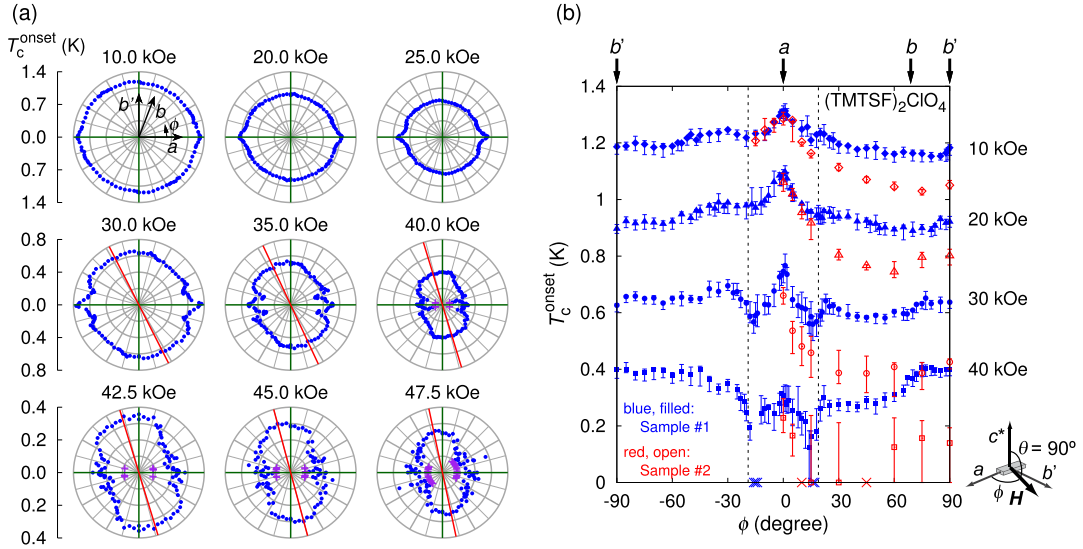 (a)
T_c^onset (K)
10.0 kOe
20.0 kOe
25.0 kOe
1.4
0.7
0.0
0.7
1.4
b'
b
φ
a
30.0 kOe
35.0 kOe
40.0 kOe
0.8
0.4
0.0
0.4
0.8
42.5 kOe
45.0 kOe
47.5 kOe
0.4
0.2
0.0
0.2
0.4
(b)
b'
a
b
b'
(TMTSF)2ClO4
T_c^onset (K)
1.4
1.2
1
0.8
0.6
0.4
0.2
0
10 kOe
20 kOe
30 kOe
40 kOe
blue, filled:
Sample #1
red, open:
Sample #2
-90
-60
-30
0
30
60
90
φ (degree)
c*
θ = 90º
a
b'
φ
H